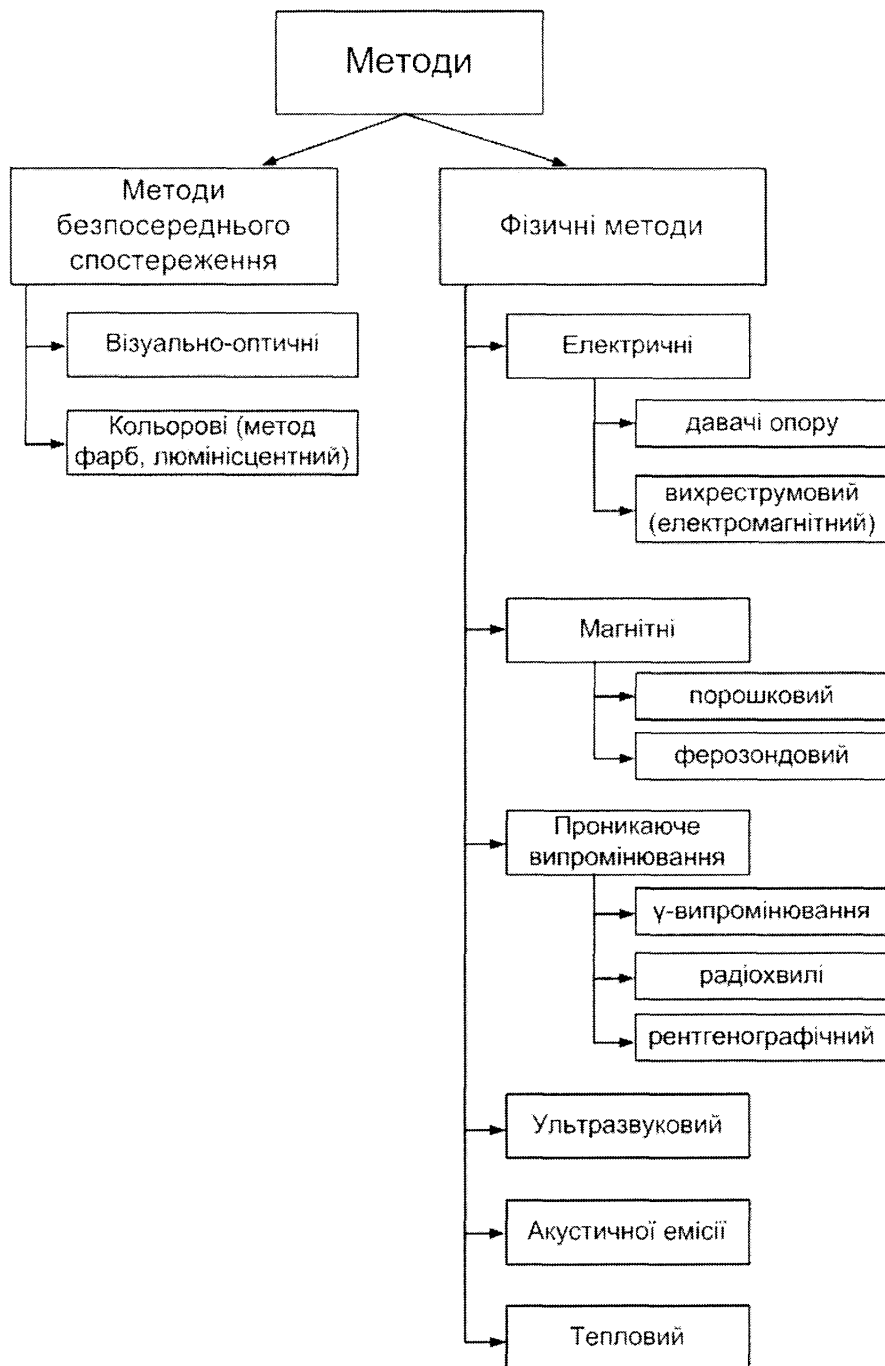 Методи
Методи
безпосереднього
спостереження
Візуально-оптичні
Кольорові (метод
фарб, люмінісцентний)
Фізичні методи
Електричні
давачі опору
вихреструмовий
(електромагнітний)
Магнітні
порошковий
ферозондовий
Проникаюче
випромінювання
γ-випромінювання
радіохвилі
рентгенографічний
Ультразвуковий
Акустичної емісії
Тепловий